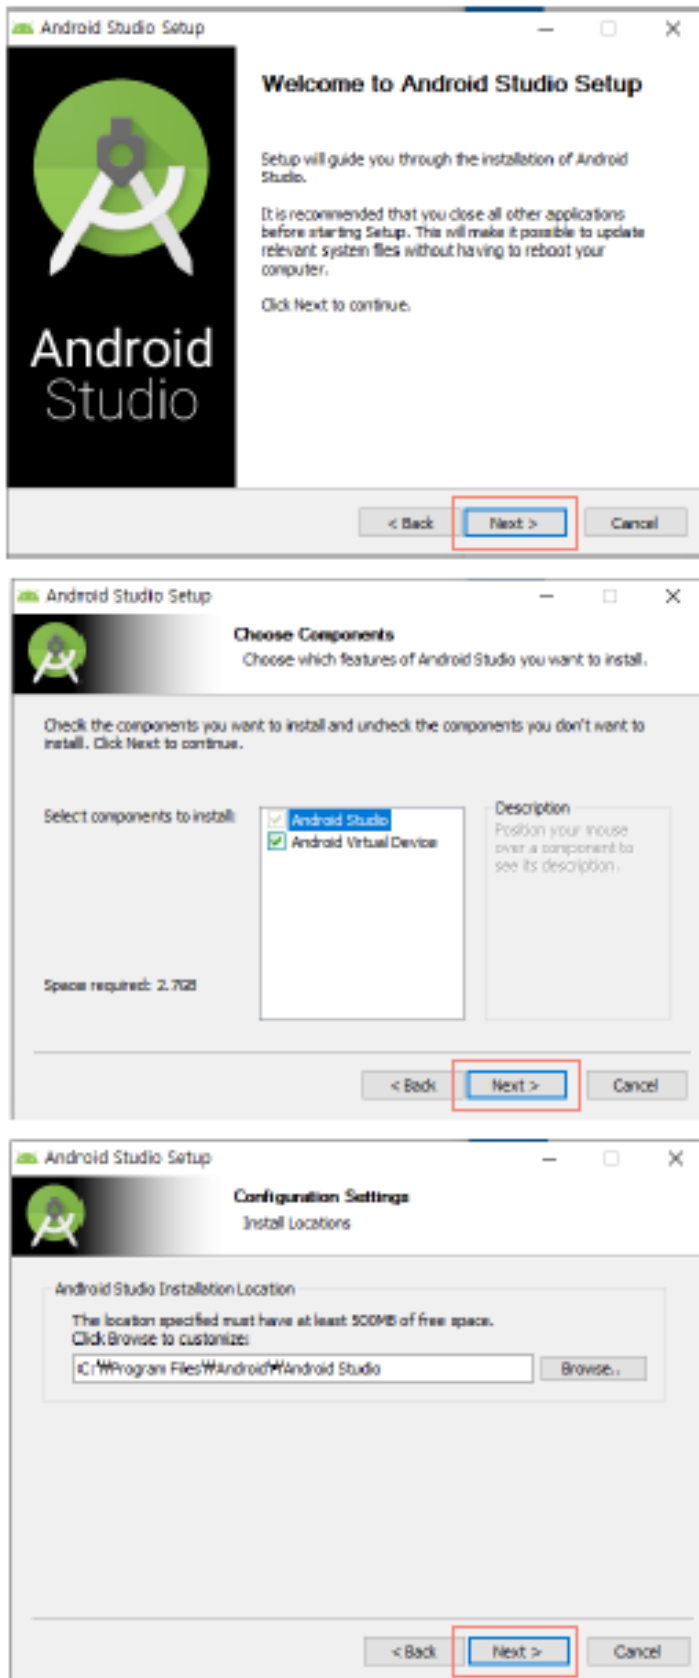 Android Studio Setup
Welcome to Android Studio Setup
Setup will guide you through the installation of Android
Studio.
It is recommended that you close all other applications
before starting Setup. This will make it possible to update
relevant system files without having to reboot your
computer.
Click Next to continue.
Android
Studio
< Back Next > Cancel
Android Studio Setup
Choose Components
Choose which features of Android Studio you want to install.
Check the components you want to install and uncheck the components you don't want to
install. Click Next to continue.
Select components to install:
Android Studio
Android Virtual Device
Description
Position your mouse
over a component to
see its description.
Space required: 2.7GB
< Back Next > Cancel
Android Studio Setup
Configuration Settings
Install Locations
Android Studio Installation Location
The location specified must have at least 500MB of free space.
Click Browse to customize:
C:₩Program Files₩Android₩Android Studio
Browse..
< Back Next > Cancel